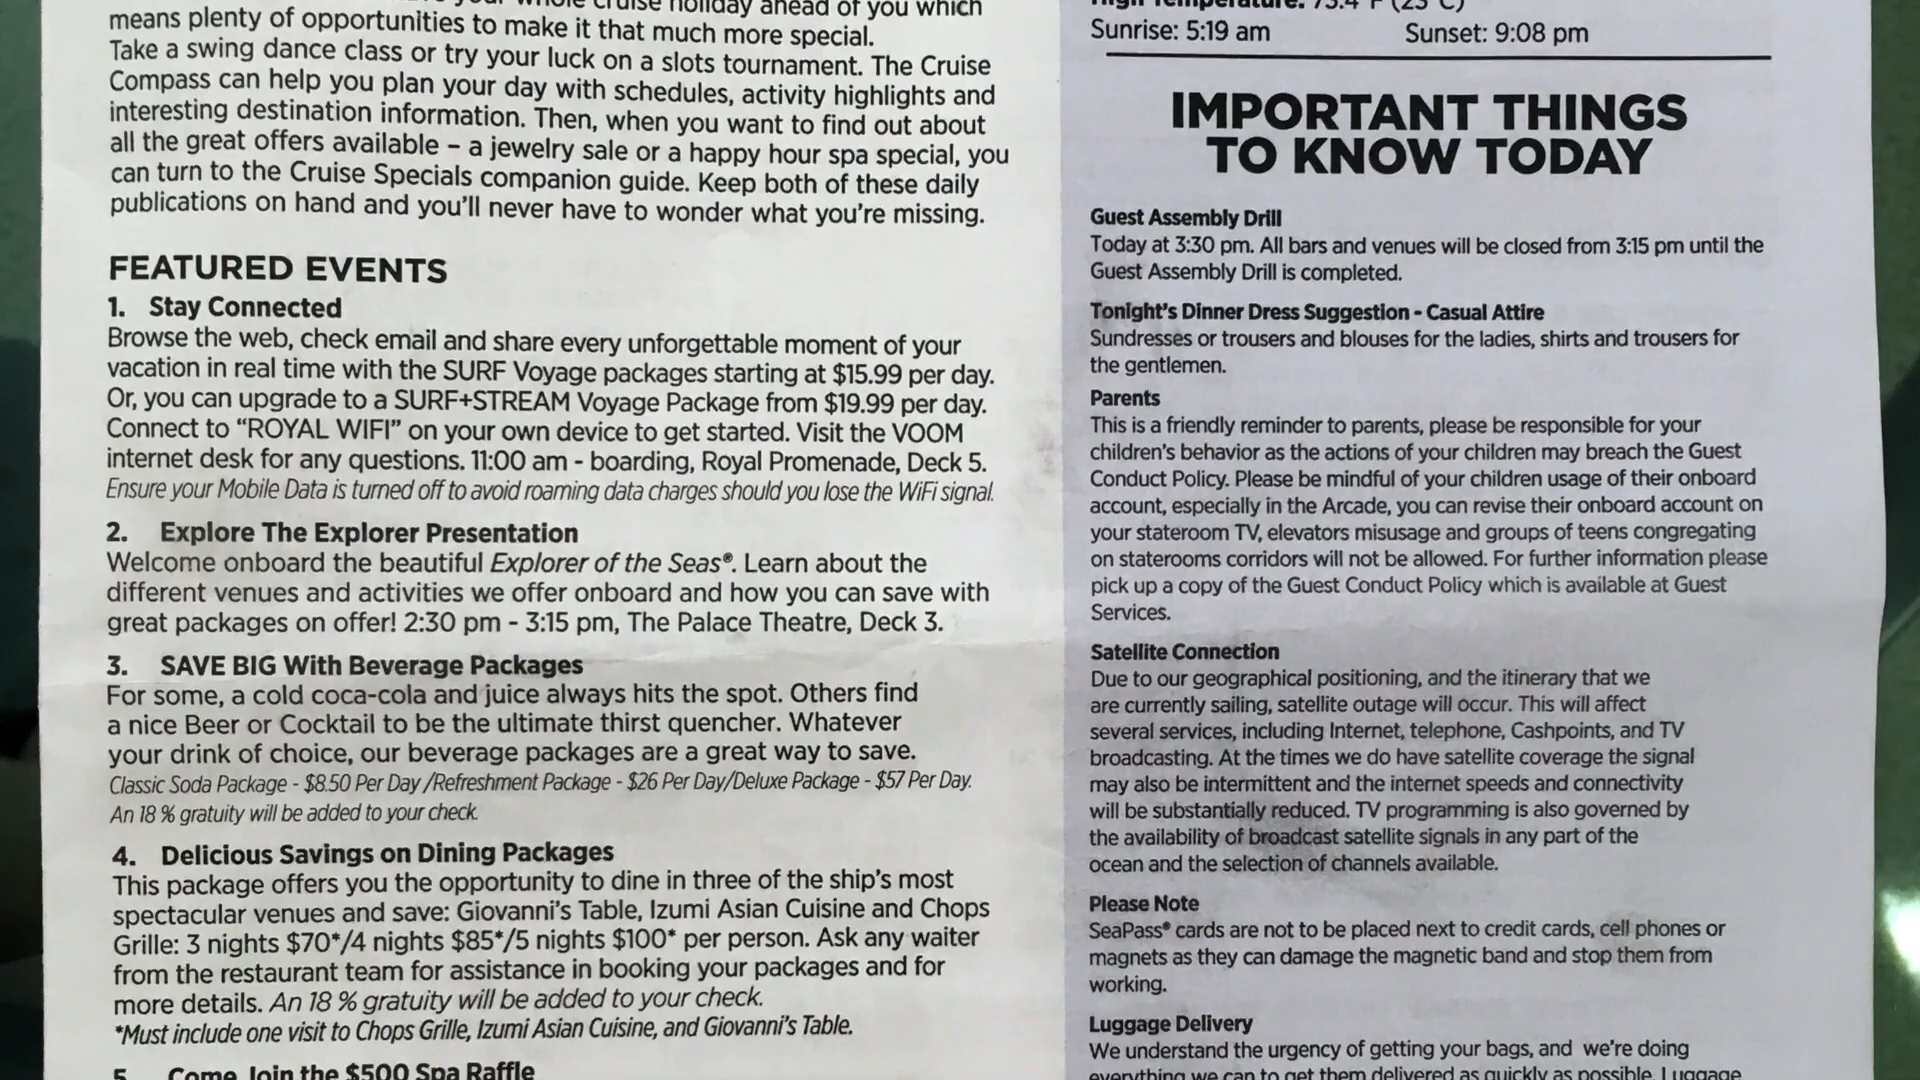 your whole cruise holiday ahead of you which
means plenty of opportunities to make it that much more special.
Take a swing dance class or try your luck on a slots tournament. The Cruise
Compass can help you plan your day with schedules, activity highlights and
interesting destination information. Then, when you want to find out about
all the great offers available – a jewelry sale or a happy hour spa special, you
can turn to the Cruise Specials companion guide. Keep both of these daily
publications on hand and you'll never have to wonder what you're missing.
FEATURED EVENTS
1. Stay Connected
Browse the web, check email and share every unforgettable moment of your
vacation in real time with the SURF Voyage packages starting at $15.99 per day.
Or, you can upgrade to a SURF+STREAM Voyage Package from $19.99 per day.
Connect to “ROYAL WIFI” on your own device to get started. Visit the VOOM
internet desk for any questions. 11:00 am - boarding, Royal Promenade, Deck 5.
Ensure your Mobile Data is turned off to avoid roaming data charges should you lose the WiFi signal.
2. Explore The Explorer Presentation
Welcome onboard the beautiful Explorer of the Seas®. Learn about the
different venues and activities we offer onboard and how you can save with
great packages on offer! 2:30 pm - 3:15 pm, The Palace Theatre, Deck 3.
3. SAVE BIG With Beverage Packages
For some, a cold coca-cola and juice always hits the spot. Others find
a nice Beer or Cocktail to be the ultimate thirst quencher. Whatever
your drink of choice, our beverage packages are a great way to save.
Classic Soda Package - $8.50 Per Day /Refreshment Package - $26 Per Day/Deluxe Package - $57 Per Day.
An 18 % gratuity will be added to your check.
4. Delicious Savings on Dining Packages
This package offers you the opportunity to dine in three of the ship's most
spectacular venues and save: Giovanni's Table, Izumi Asian Cuisine and Chops
Grille: 3 nights $70*/4 nights $85*/5 nights $100* per person. Ask any waiter
from the restaurant team for assistance in booking your packages and for
more details. An 18 % gratuity will be added to your check.
*Must include one visit to Chops Grille, Izumi Asian Cuisine, and Giovanni's Table.
5. Come Join the $500 Spa Raffle
High Temperature: 73.4°F (23°C)
Sunrise: 5:19 am Sunset: 9:08 pm
IMPORTANT THINGS
TO KNOW TODAY
Guest Assembly Drill
Today at 3:30 pm. All bars and venues will be closed from 3:15 pm until the
Guest Assembly Drill is completed.
Tonight's Dinner Dress Suggestion - Casual Attire
Sundresses or trousers and blouses for the ladies, shirts and trousers for
the gentlemen.
Parents
This is a friendly reminder to parents, please be responsible for your
children's behavior as the actions of your children may breach the Guest
Conduct Policy. Please be mindful of your children usage of their onboard
account, especially in the Arcade, you can revise their onboard account on
your stateroom TV, elevators misusage and groups of teens congregating
on staterooms corridors will not be allowed. For further information please
pick up a copy of the Guest Conduct Policy which is available at Guest
Services.
Satellite Connection
Due to our geographical positioning, and the itinerary that we
are currently sailing, satellite outage will occur. This will affect
several services, including Internet, telephone, Cashpoints, and TV
broadcasting. At the times we do have satellite coverage the signal
may also be intermittent and the internet speeds and connectivity
will be substantially reduced. TV programming is also governed by
the availability of broadcast satellite signals in any part of the
ocean and the selection of channels available.
Please Note
SeaPass® cards are not to be placed next to credit cards, cell phones or
magnets as they can damage the magnetic band and stop them from
working.
Luggage Delivery
We understand the urgency of getting your bags, and we're doing
everything we can to get them delivered as quickly as possible. Luggage